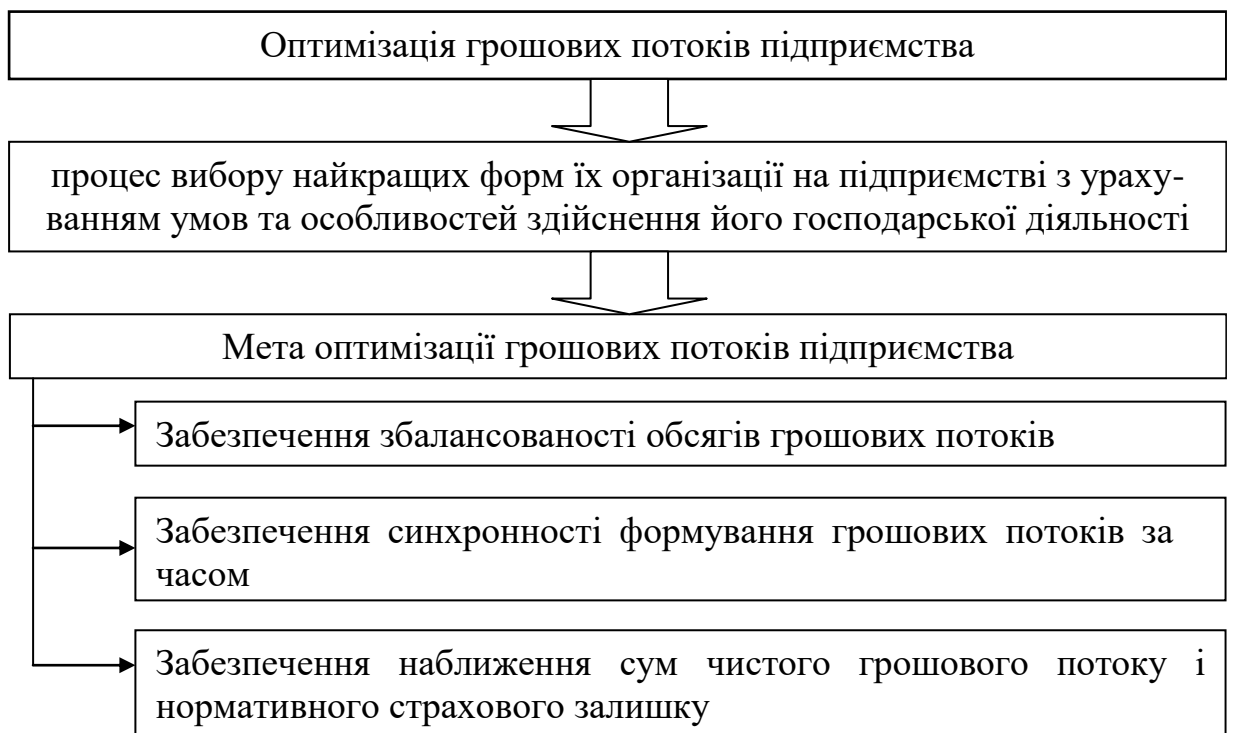 Оптимізація грошових потоків підприємства
процес вибору найкращих форм їх організації на підприємстві зураху-
ванням умов та особливостей здійснення його господарської діяльності
Мета оптимізації грошових потоків підприємства
Забезпечення збалансованості обсягів грошових потоків
Забезпечення синхронності формування грошових потоків за
часом
Забезпечення наближення сум чистого грошового потоку і
нормативного страхового залишку